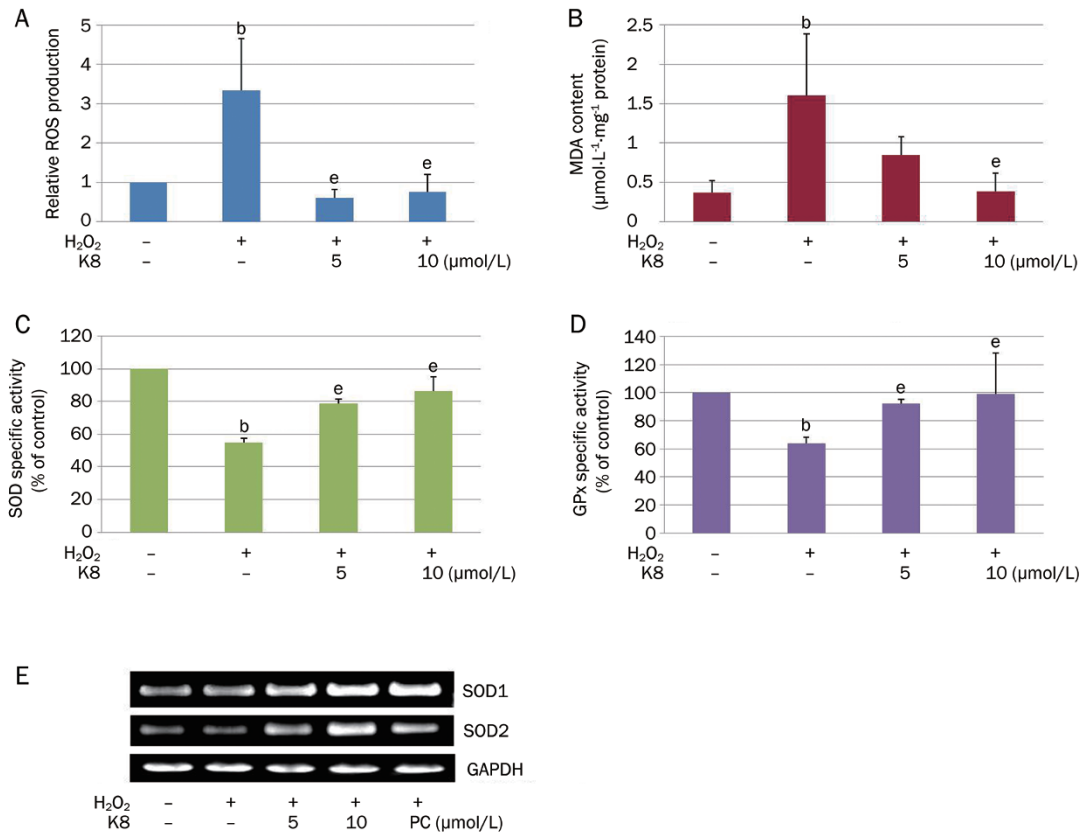 A
Relative ROS production
5
4
3
2
1
0
b
e
e
H₂O₂ – + + +
K8 – – 5 10 (µmol/L)
B
MDA content
(µmol·L⁻¹·mg⁻¹ protein)
2.5
2
1.5
1
0.5
0
b
e
H₂O₂ – + + +
K8 – – 5 10 (µmol/L)
C
SOD specific activity
(% of control)
120
100
80
60
40
20
0
b
e
e
H₂O₂ – + + +
K8 – – 5 10 (µmol/L)
D
GPx specific activity
(% of control)
140
120
100
80
60
40
20
0
b
e
e
H₂O₂ – + + +
K8 – – 5 10 (µmol/L)
E
SOD1
SOD2
GAPDH
H₂O₂ – + + + +
K8 – – 5 10 PC (µmol/L)